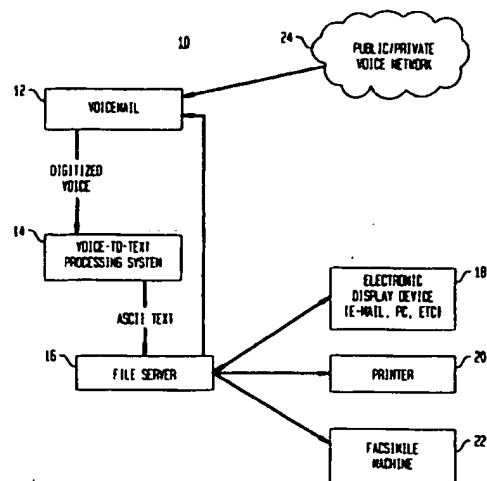 10
24
PUBLIC/PRIVATE
VOICE NETWORK
12
VOICEMAIL
DIGITIZED
VOICE
14
VOICE-TO-TEXT
PROCESSING SYSTEM
ASCII TEXT
16
FILE SERVER
18
ELECTRONIC
DISPLAY DEVICE
(E-MAIL, PC, ETC)
20
PRINTER
22
FACSIMILE
MACHINE